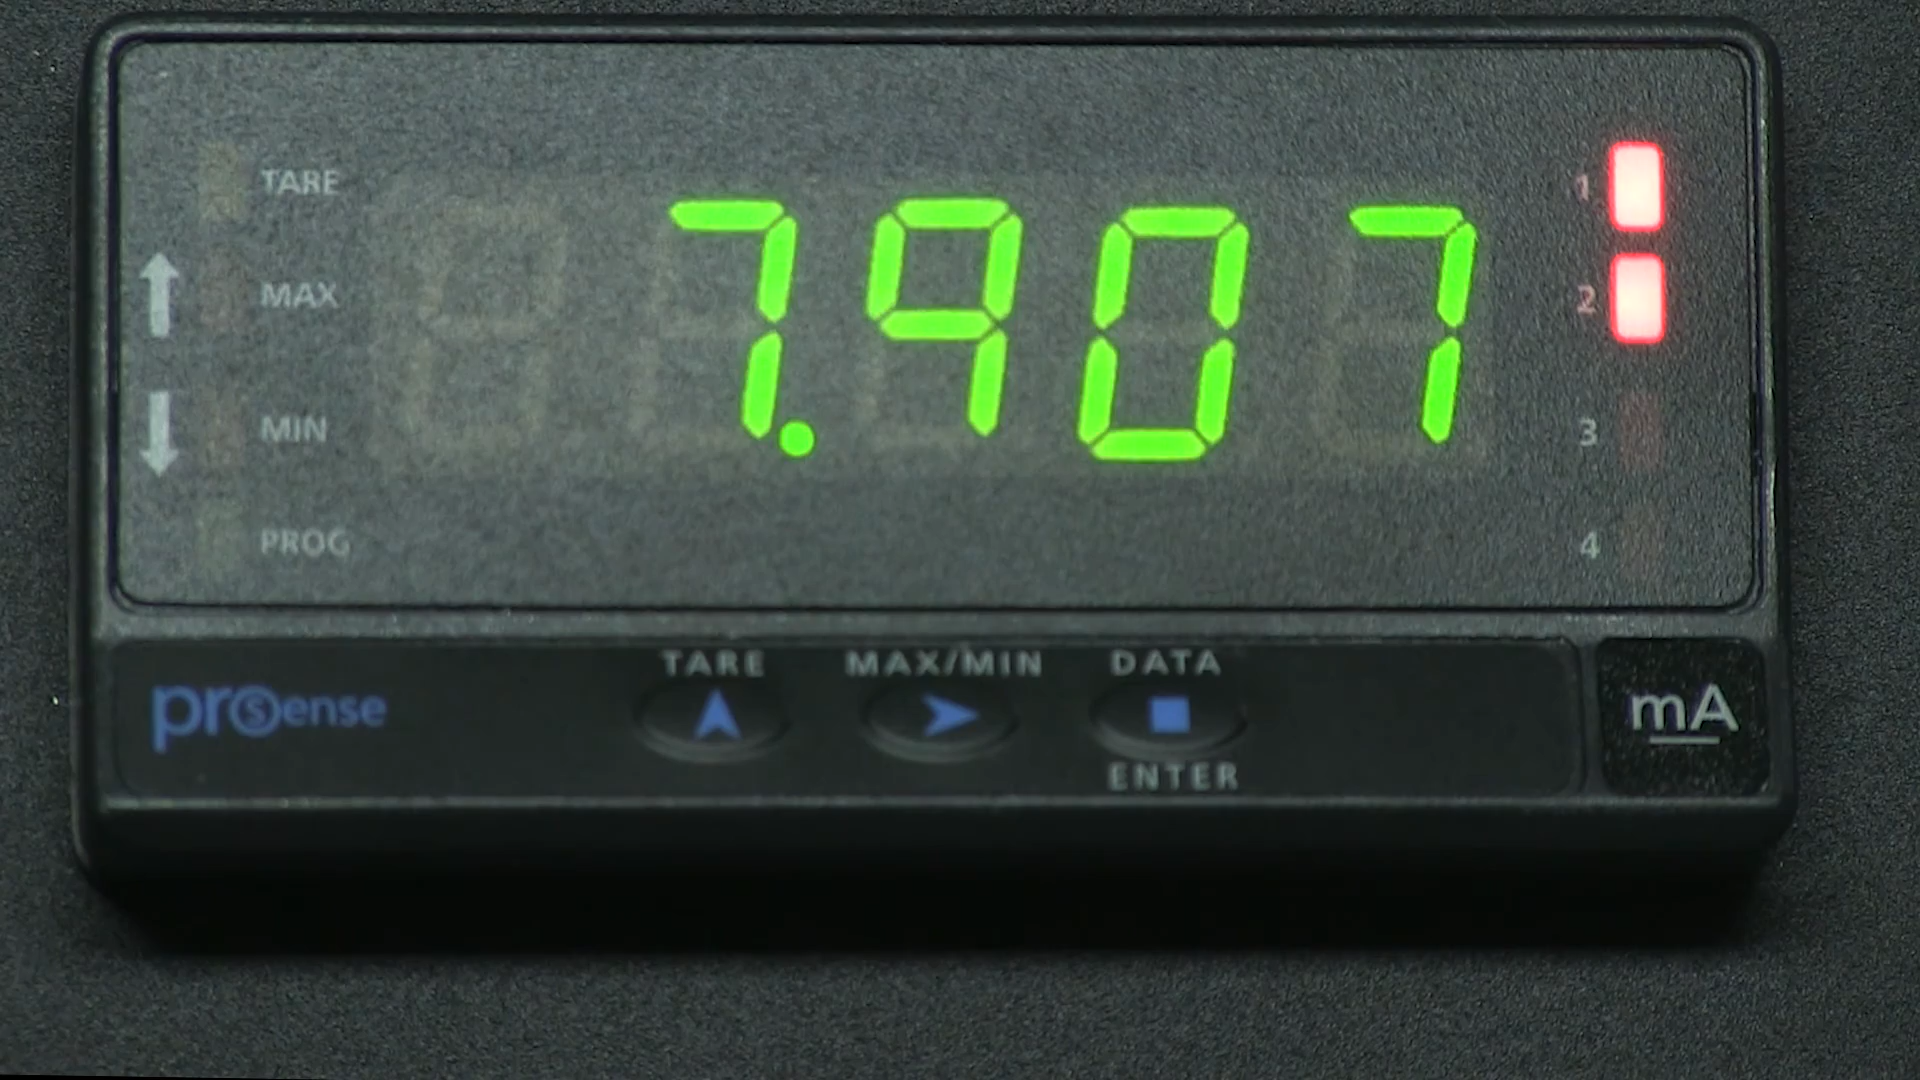 TARE
MAX
MIN
PROG
7.907
1
2
3
4
prosense
TARE
MAX/MIN
DATA
ENTER
mA